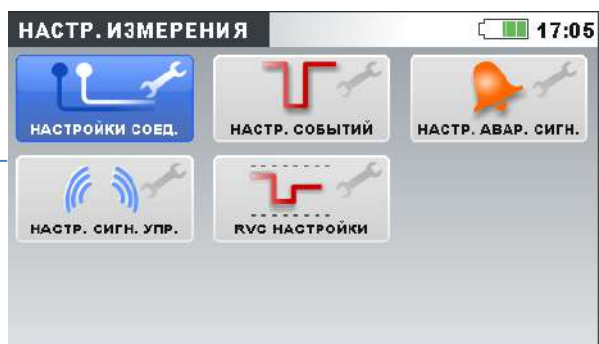 НАСТР. ИЗМЕРЕНИЯ
17:05
НАСТРОЙКИ СОЕД.
НАСТР. СОБЫТИЙ
НАСТР. АВАР. СИГН.
НАСТР. СИГН. УПР.
RVC НАСТРОЙКИ